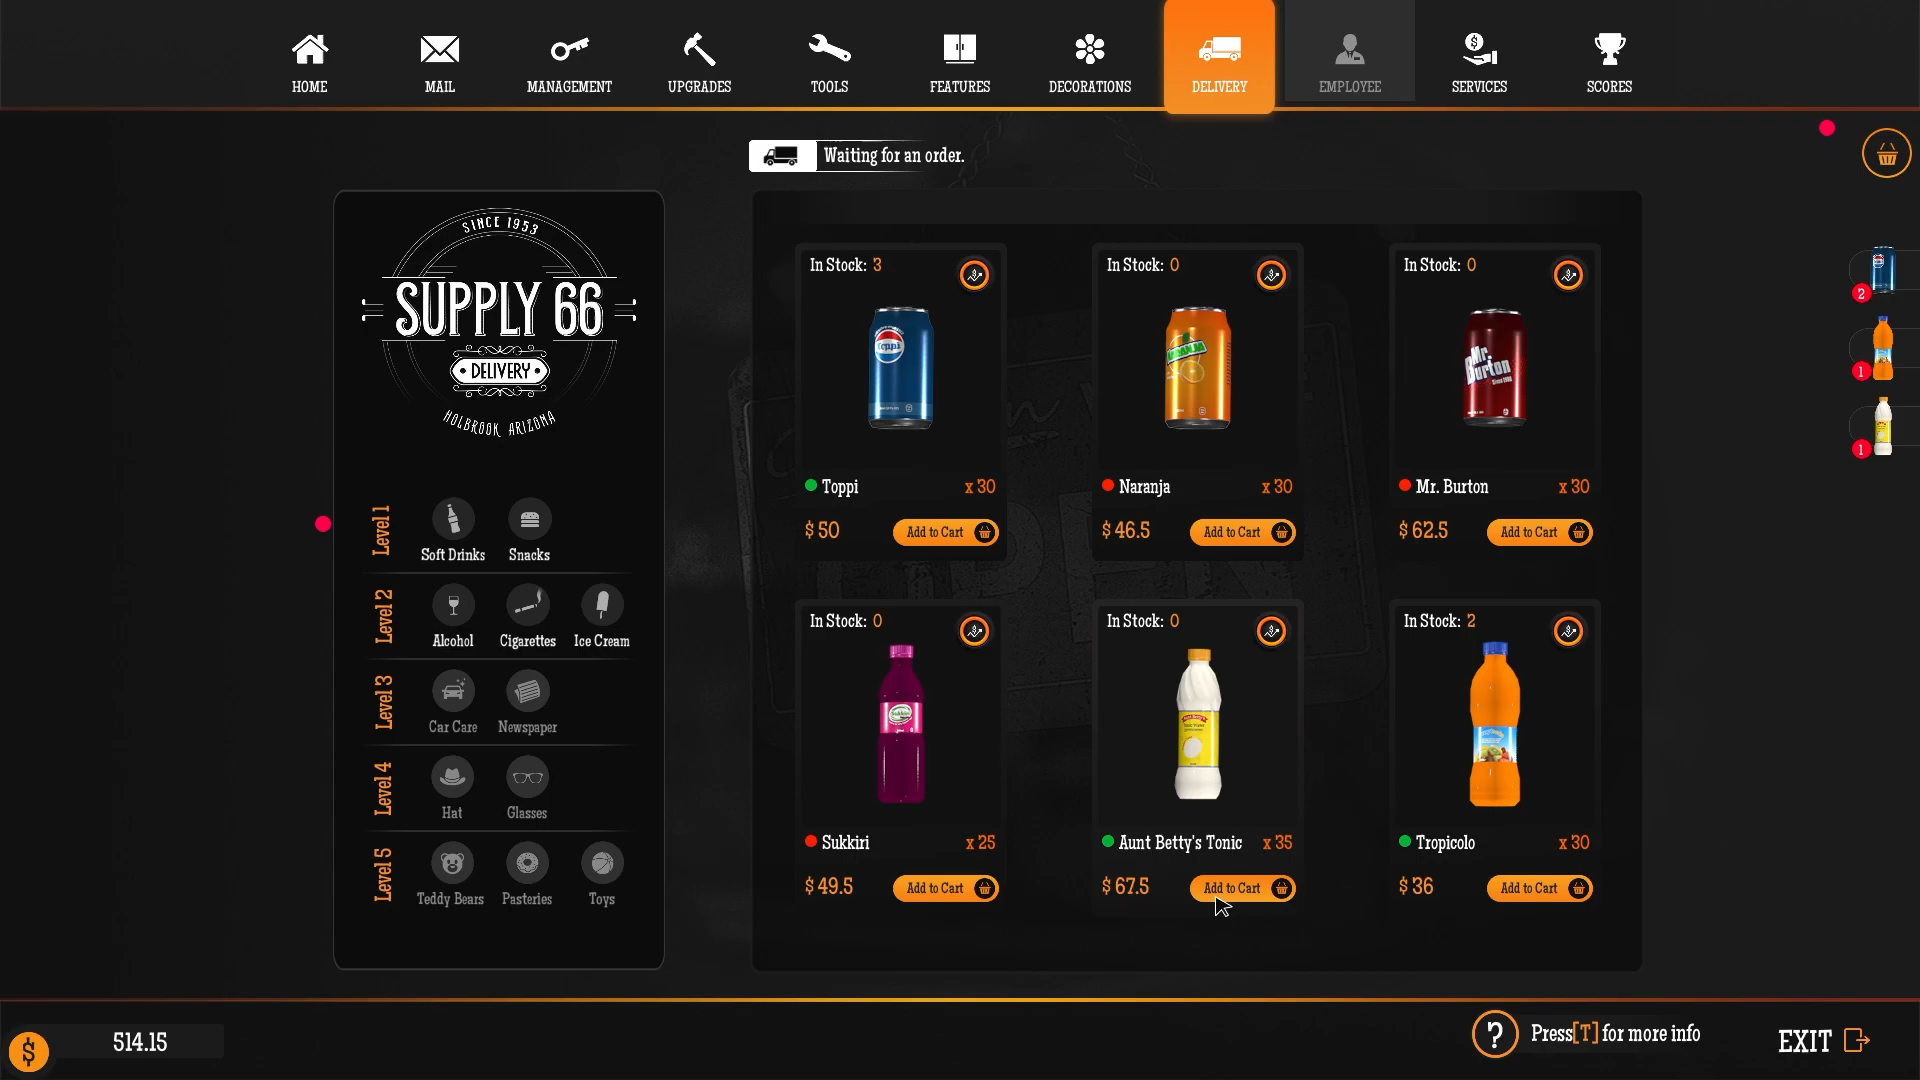 HOME
MAIL
MANAGEMENT
UPGRADES
TOOLS
FEATURES
DECORATIONS
DELIVERY
EMPLOYEE
SERVICES
SCORES
Waiting for an order.
SINCE 1953
SUPPLY 66
DELIVERY
HOLBROOK, ARIZONA
Level 1
Soft Drinks
Snacks
Level 2
Alcohol
Cigarettes
Ice Cream
Level 3
Car Care
Newspaper
Level 4
Hat
Glasses
Level 5
Teddy Bears
Pasteries
Toys
In Stock: 3
Toppi
Toppi x 30
$ 50 Add to Cart
In Stock: 0
NARANJA
Naranja x 30
$ 46.5 Add to Cart
In Stock: 0
Mr. Burton
Mr. Burton x 30
$ 62.5 Add to Cart
In Stock: 0
Sukkiri
Sukkiri x 25
$ 49.5 Add to Cart
In Stock: 0
Aunt Betty's Tonic x 35
$ 67.5 Add to Cart
In Stock: 2
Tropicolo x 30
$ 36 Add to Cart
2
1
1
$ 514.15
? Press [T] for more info
EXIT